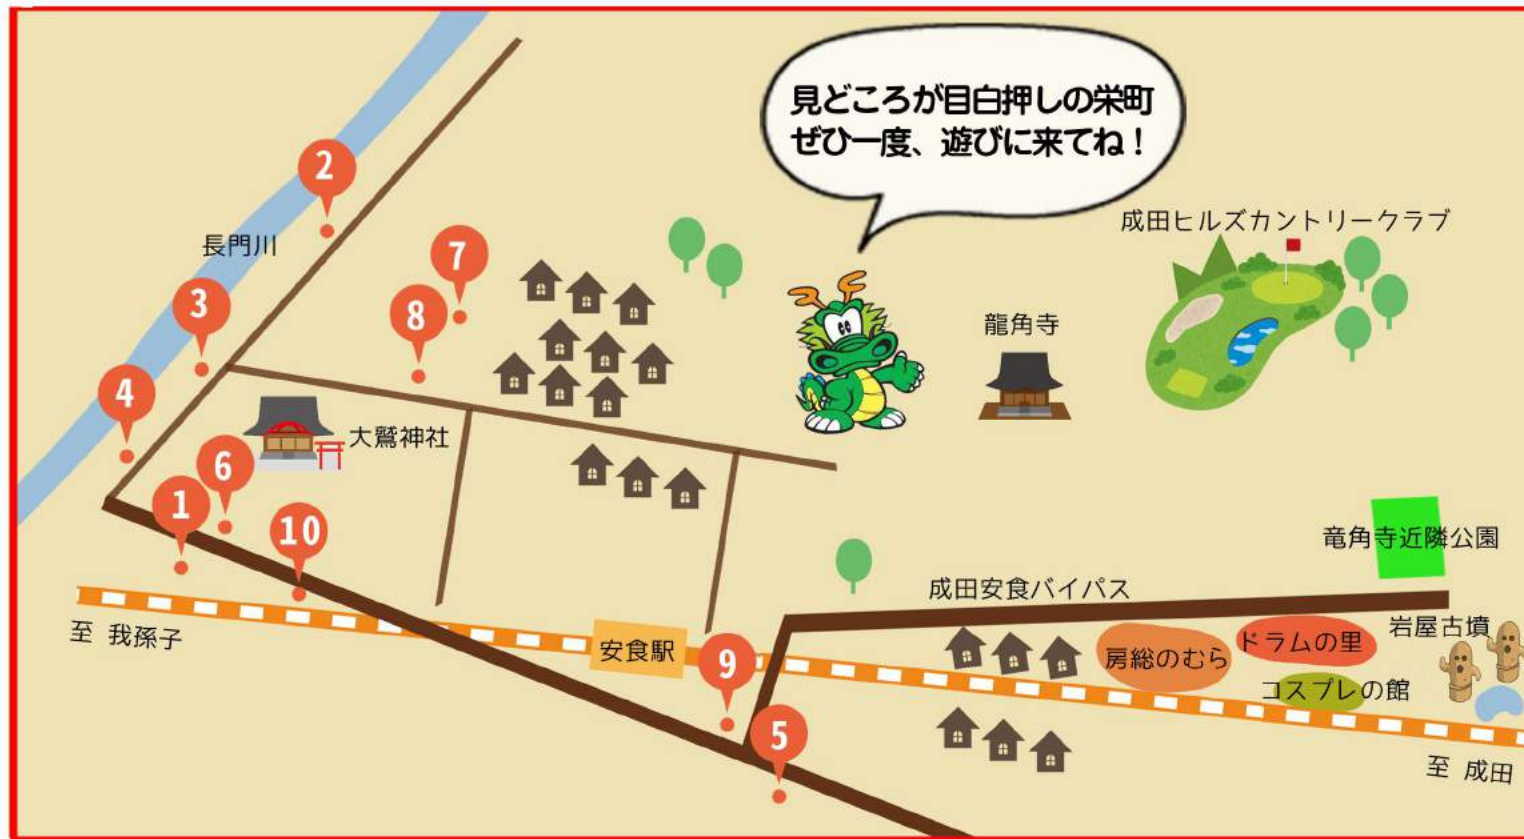 見どころが目白押しの栄町
ぜひ一度、遊びに来てね！
2
成田ヒルズカントリークラブ
長門川
7
3
8
龍角寺
4
大鷲神社
6
1
10
竜角寺近隣公園
成田安食バイパス
至 我孫子
安食駅
9
房総のむら
ドラムの里
岩屋古墳
コスプレの館
5
至 成田